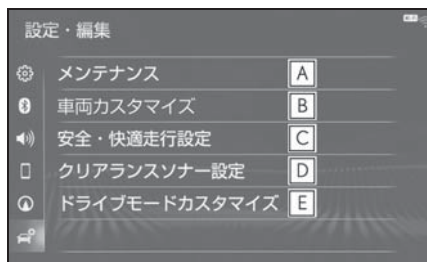 設定・編集
メンテナンス A
車両カスタマイズ B
安全・快適走行設定 C
クリアランスソナー設定 D
ドライブモードカスタマイズ E